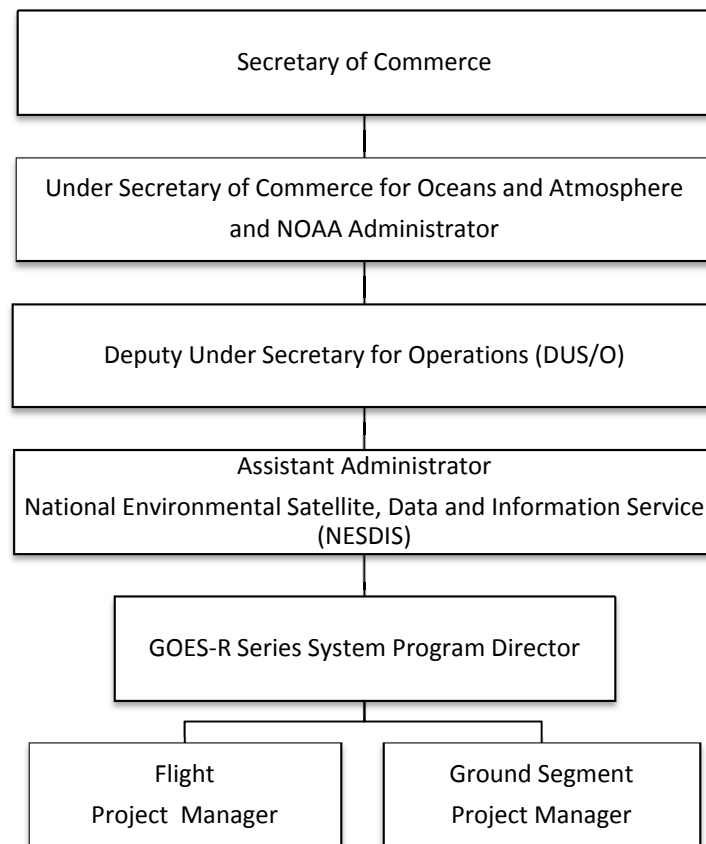 Secretary of Commerce
Under Secretary of Commerce for Oceans and Atmosphere
and NOAA Administrator
Deputy Under Secretary for Operations (DUS/O)
Assistant Administrator
National Environmental Satellite, Data and Information Service
(NESDIS)
GOES-R Series System Program Director
Flight
Project Manager
Ground Segment
Project Manager